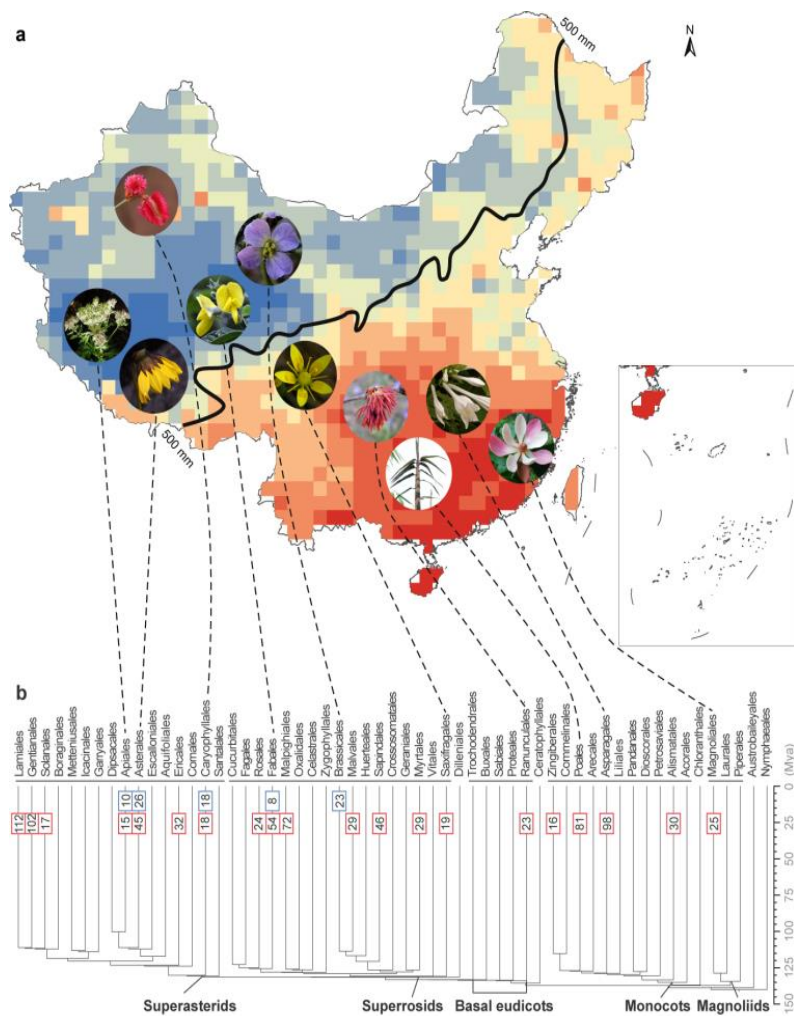 a
N
500 mm
500 mm
b
Lamiales
Gentianales
Solanales
Boraginales
Metteniusales
Icacinales
Garryales
Dipsacales
Apiales
Asterales
Escalloniales
Aquifoliales
Ericales
Cornales
Caryophyllales
Santalales
Cucurbitales
Fagales
Rosales
Fabales
Malpighiales
Oxalidales
Celastrales
Zygophyllales
Brassicales
Malvales
Huerteales
Sapindales
Crossosomatales
Geraniales
Myrtales
Vitales
Saxifragales
Dilleniales
Trochodendrales
Buxales
Sabiales
Proteales
Ranunculales
Ceratophyllales
Zingiberales
Commelinales
Poales
Arecales
Asparagales
Liliales
Pandanales
Dioscorales
Petrosaviales
Alismatales
Acorales
Chloranthales
Magnoliales
Laurales
Piperales
Austrobaileyales
Nymphaeales
(Mya)
10 26 18 8 23
112 102 17 15 45 32 18 24 54 72 29 46 29 19 23 16 81 98 30 25
0
25
50
75
100
125
150
Superasterids Superrosids Basal eudicots Monocots Magnoliids